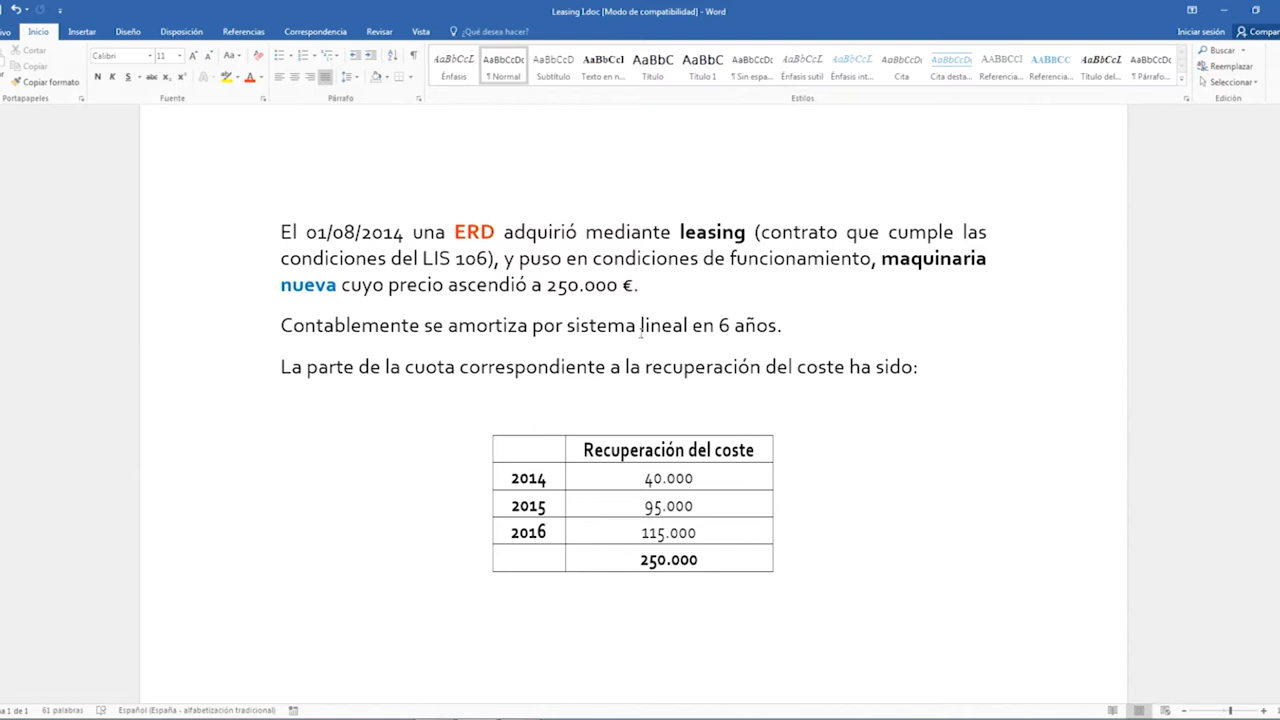 Leasing I.doc [Modo de compatibilidad] - Word
Inicio Insertar Diseño Disposición Referencias Correspondencia Revisar Vista ¿Qué desea hacer? Iniciar sesión
Cortar
Copiar
Copiar formato
Portapapeles
Calibri 11
N K S abc x₂ x² Aa A A
Fuente
Párrafo
AaBbCcL AaBbCcDc AaBbCcD AaBbCcI AaBbC AaBbC AaBbCcDc AaBbCcL AaBbCcL AaBbCcDc AaBbCcDc AABBCCI AABBCC AaBbCcL AaBbCcDc
Énfasis ¶ Normal Subtítulo Texto en n... Título Título 1 ¶ Sin espa... Énfasis sutil Énfasis int... Cita Cita desta... Referencia... Referencia... Título del... ¶ Párrafo...
Estilos
Buscar
Reemplazar
Seleccionar
Edición
El 01/08/2014 una ERD adquirió mediante leasing (contrato que cumple las
condiciones del LIS 106), y puso en condiciones de funcionamiento, maquinaria
nueva cuyo precio ascendió a 250.000 €.
Contablemente se amortiza por sistema lineal en 6 años.
La parte de la cuota correspondiente a la recuperación del coste ha sido:
Recuperación del coste
2014 40.000
2015 95.000
2016 115.000
250.000
61 palabras Español (España - alfabetización tradicional)